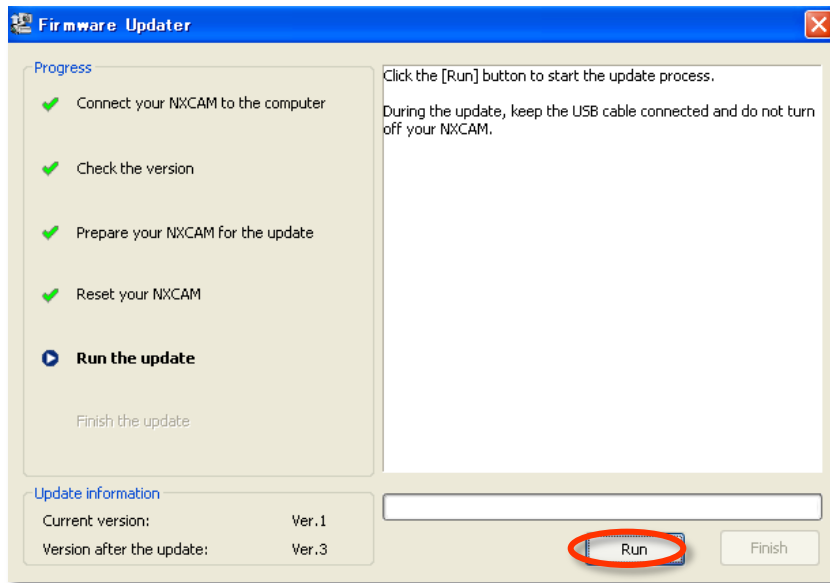 Firmware Updater
Progress
Connect your NXCAM to the computer
Check the version
Prepare your NXCAM for the update
Reset your NXCAM
Run the update
Finish the update
Click the [Run] button to start the update process.
During the update, keep the USB cable connected and do not turn
off your NXCAM.
Update information
Current version: Ver.1
Version after the update: Ver.3
Run Finish